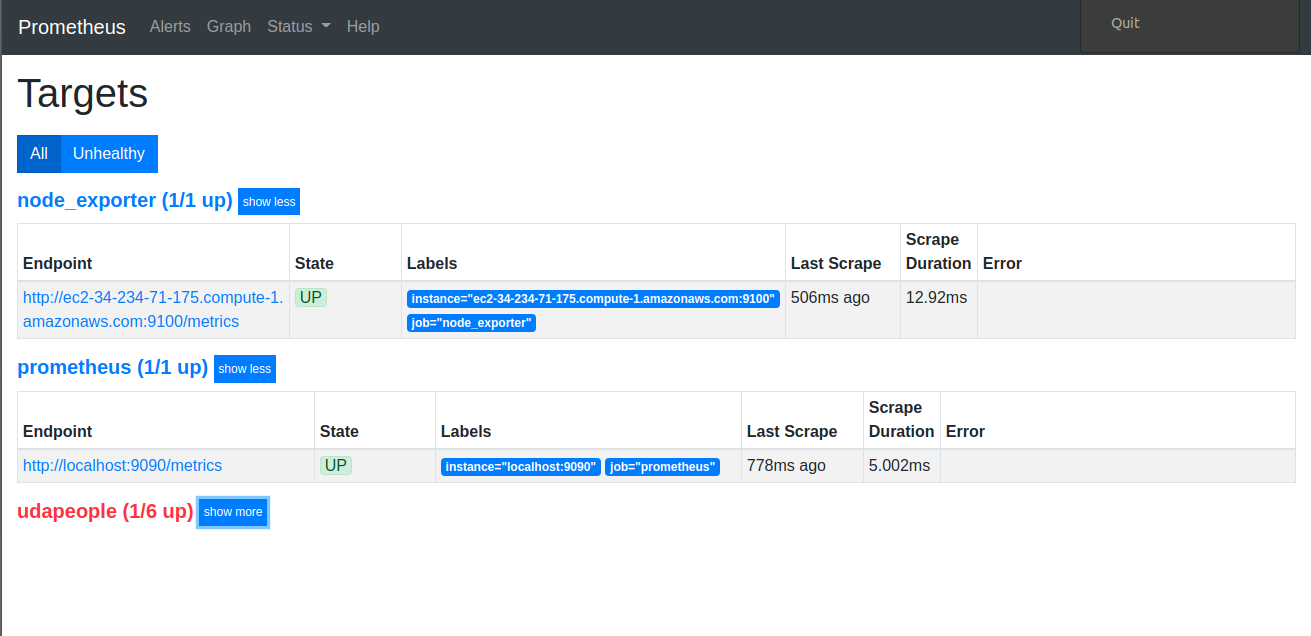 Prometheus Alerts Graph Status Help Quit
Targets
All Unhealthy
node_exporter (1/1 up) show less
Endpoint State Labels Last Scrape Scrape Duration Error
http://ec2-34-234-71-175.compute-1.amazonaws.com:9100/metrics UP instance="ec2-34-234-71-175.compute-1.amazonaws.com:9100" job="node_exporter" 506ms ago 12.92ms
prometheus (1/1 up) show less
Endpoint State Labels Last Scrape Scrape Duration Error
http://localhost:9090/metrics UP instance="localhost:9090" job="prometheus" 778ms ago 5.002ms
udapeople (1/6 up) show more